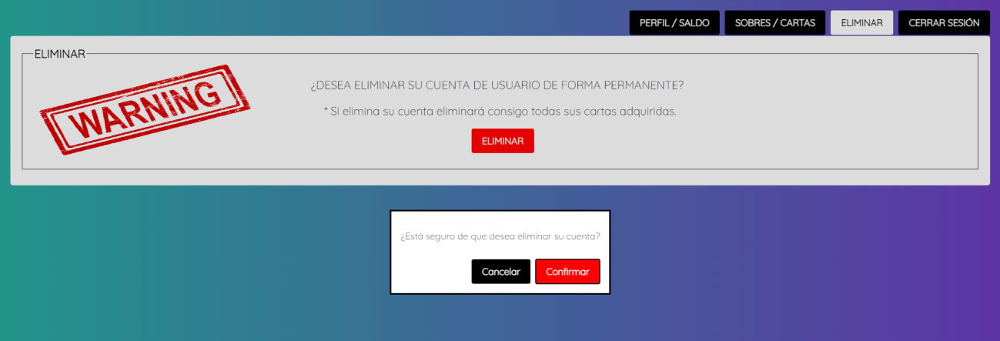 PERFIL / SALDO
SOBRES / CARTAS
ELIMINAR
CERRAR SESIÓN
ELIMINAR
WARNING
¿DESEA ELIMINAR SU CUENTA DE USUARIO DE FORMA PERMANENTE?
* Si elimina su cuenta eliminará consigo todas sus cartas adquiridas.
ELIMINAR
¿Está seguro de que desea eliminar su cuenta?
Cancelar
Confirmar